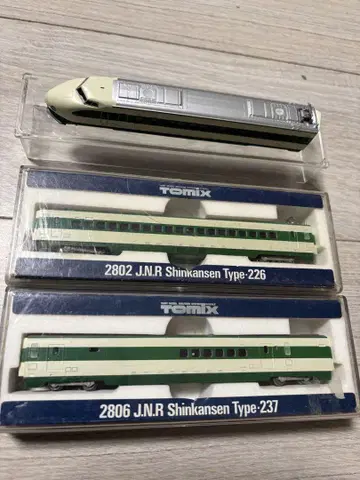 TOMIX
2802 J.N.R Shinkansen Type·226
TOMIX
2806 J.N.R Shinkansen Type·237